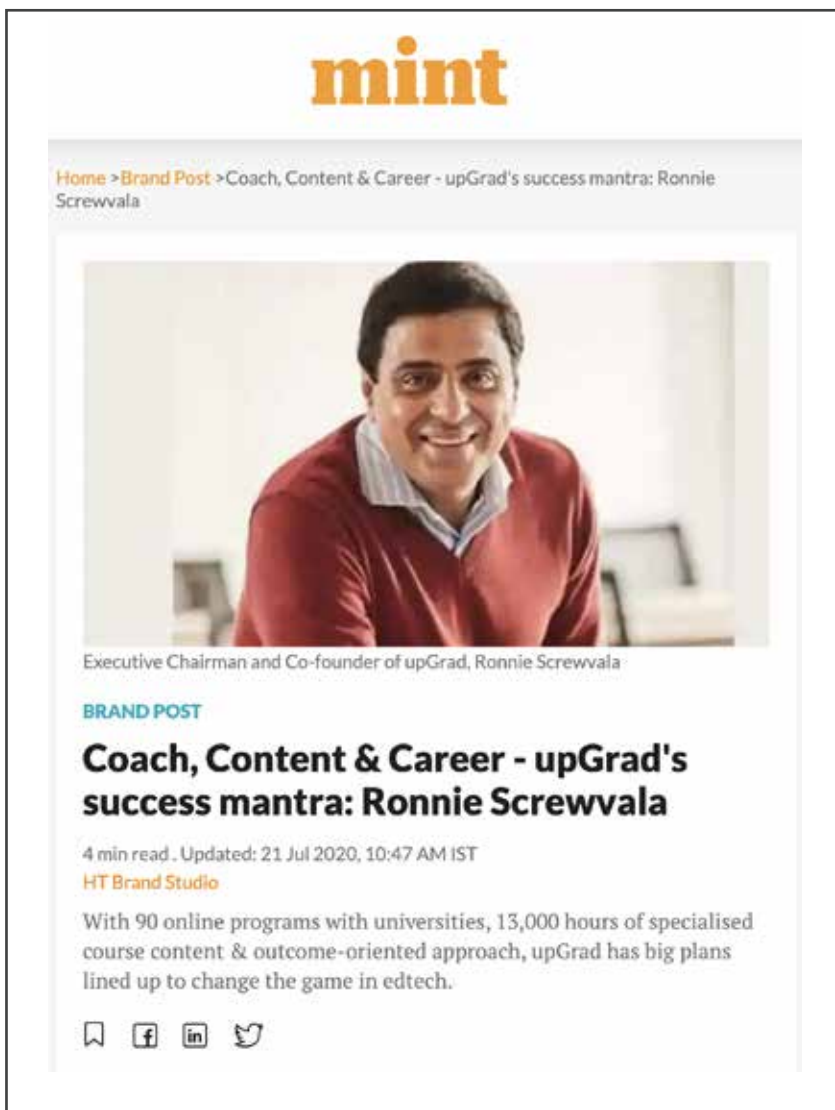 mint
Home >Brand Post >Coach, Content & Career - upGrad's success mantra: Ronnie
Screwvala
Executive Chairman and Co-founder of upGrad, Ronnie Screwvala
BRAND POST
Coach, Content & Career - upGrad's
success mantra: Ronnie Screwvala
4 min read . Updated: 21 Jul 2020, 10:47 AM IST
HT Brand Studio
With 90 online programs with universities, 13,000 hours of specialised
course content & outcome-oriented approach, upGrad has big plans
lined up to change the game in edtech.